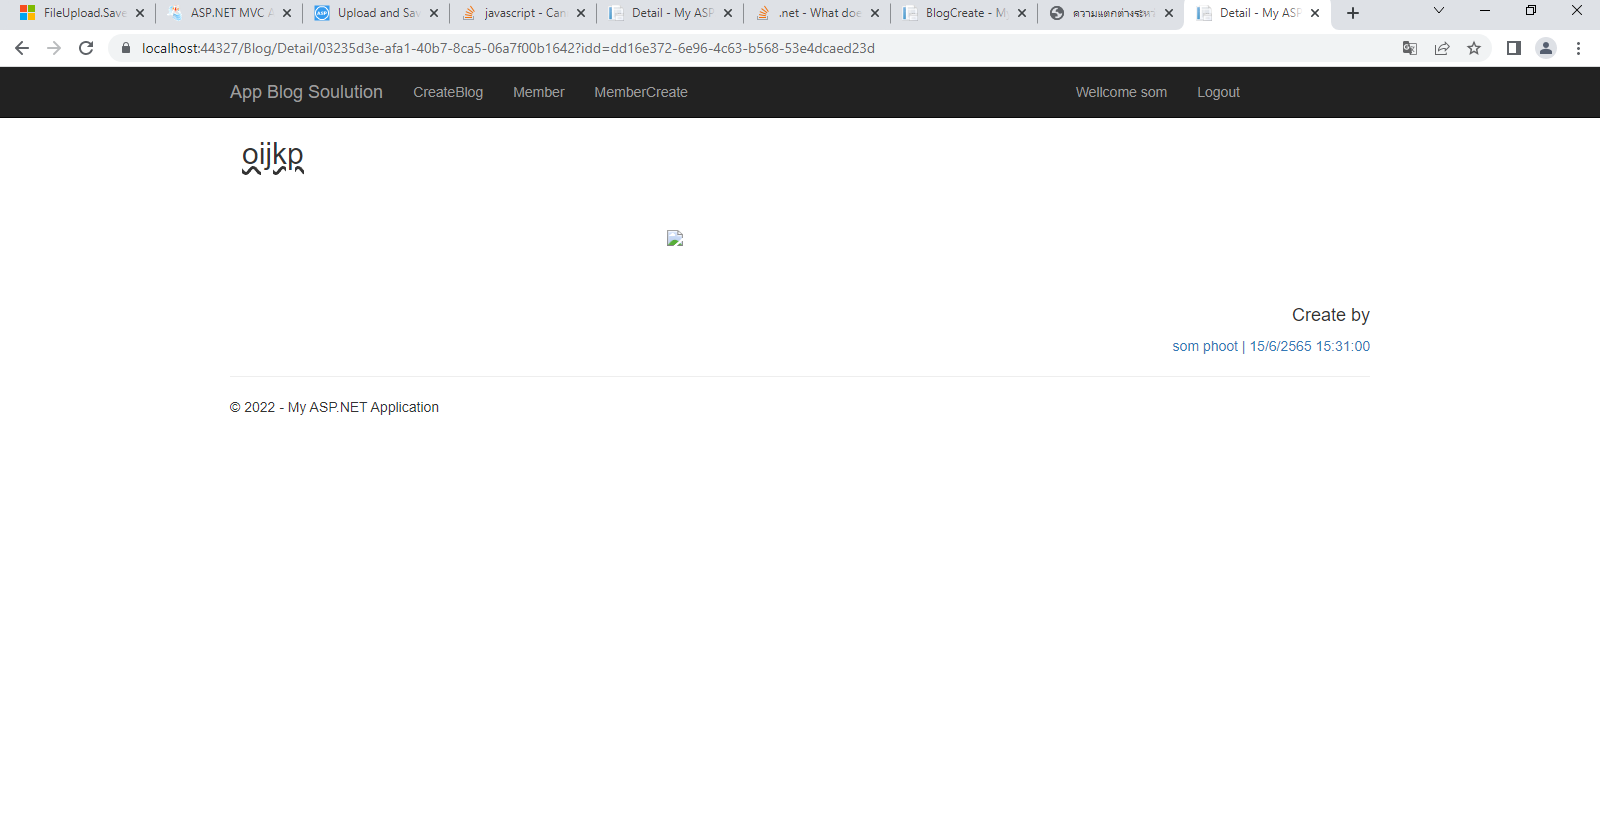 FileUpload.Save
ASP.NET MVC A
Upload and Sav
javascript - Can
Detail - My ASP
.net - What doe
BlogCreate - My
ความแตกต่างระหว
Detail - My ASP
localhost:44327/Blog/Detail/03235d3e-afa1-40b7-8ca5-06a7f00b1642?idd=dd16e372-6e96-4c63-b568-53e4dcaed23d
App Blog Soulution CreateBlog Member MemberCreate Wellcome som Logout
oijkp
Create by
som phoot | 15/6/2565 15:31:00
© 2022 - My ASP.NET Application